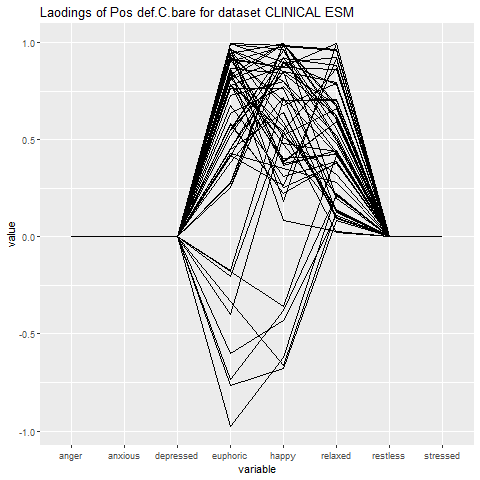 Laodings of Pos def.C.bare for dataset CLINICAL ESM
1.0
0.5
0.0
-0.5
-1.0
value
anger anxious depressed euphoric happy relaxed restless stressed
variable